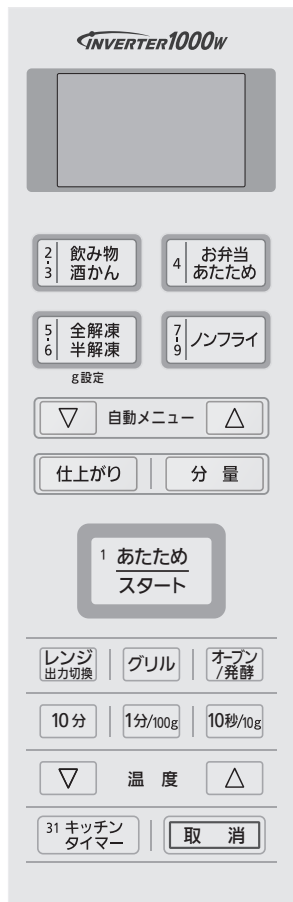 INVERTER1000W
2-3 飲み物 酒かん
4 お弁当 あたため
5-6 全解凍 半解凍
7-9 ノンフライ
g設定
▽ 自動メニュー △
仕上がり 分量
1 あたため
スタート
レンジ 出力切換
グリル
オーブン /発酵
10分 1分/100g 10秒/10g
▽ 温度 △
31 キッチン タイマー
取消